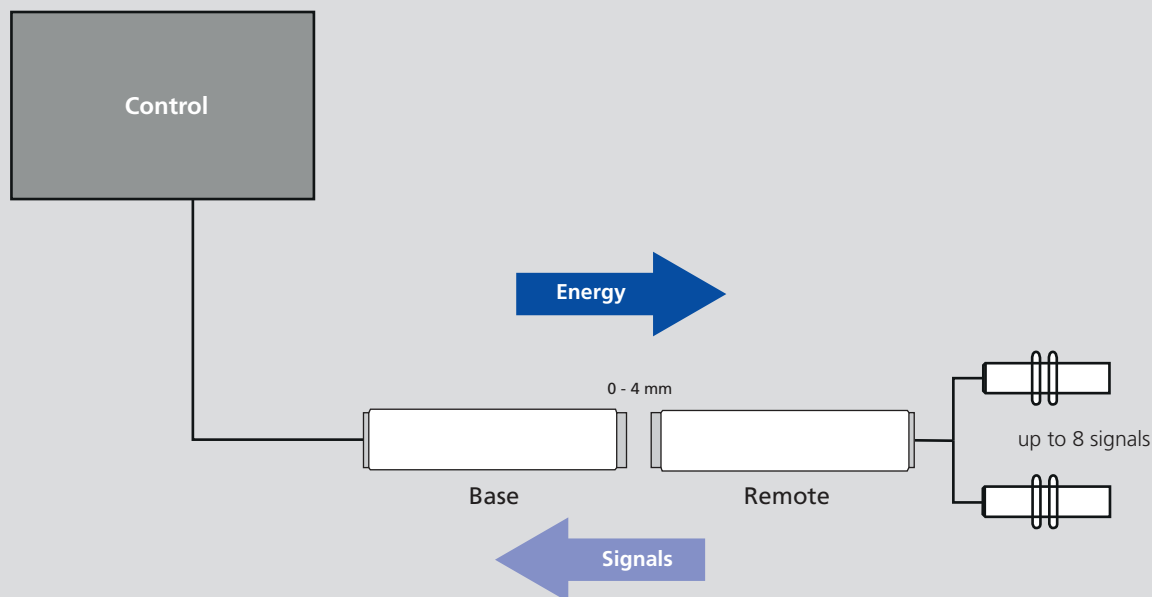 Control
Energy
0 - 4 mm
up to 8 signals
Base
Remote
Signals